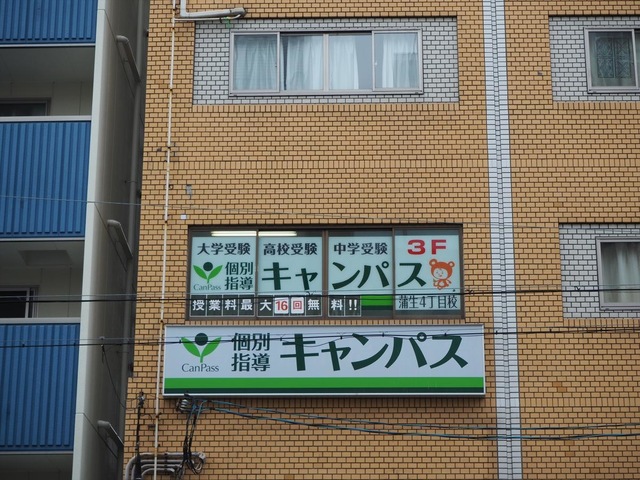 大学受験 高校受験 中学受験 3F
CanPass 個別指導 キャンパス
授業料最大16回無料!! 蒲生4丁目校
CanPass 個別指導 キャンパス